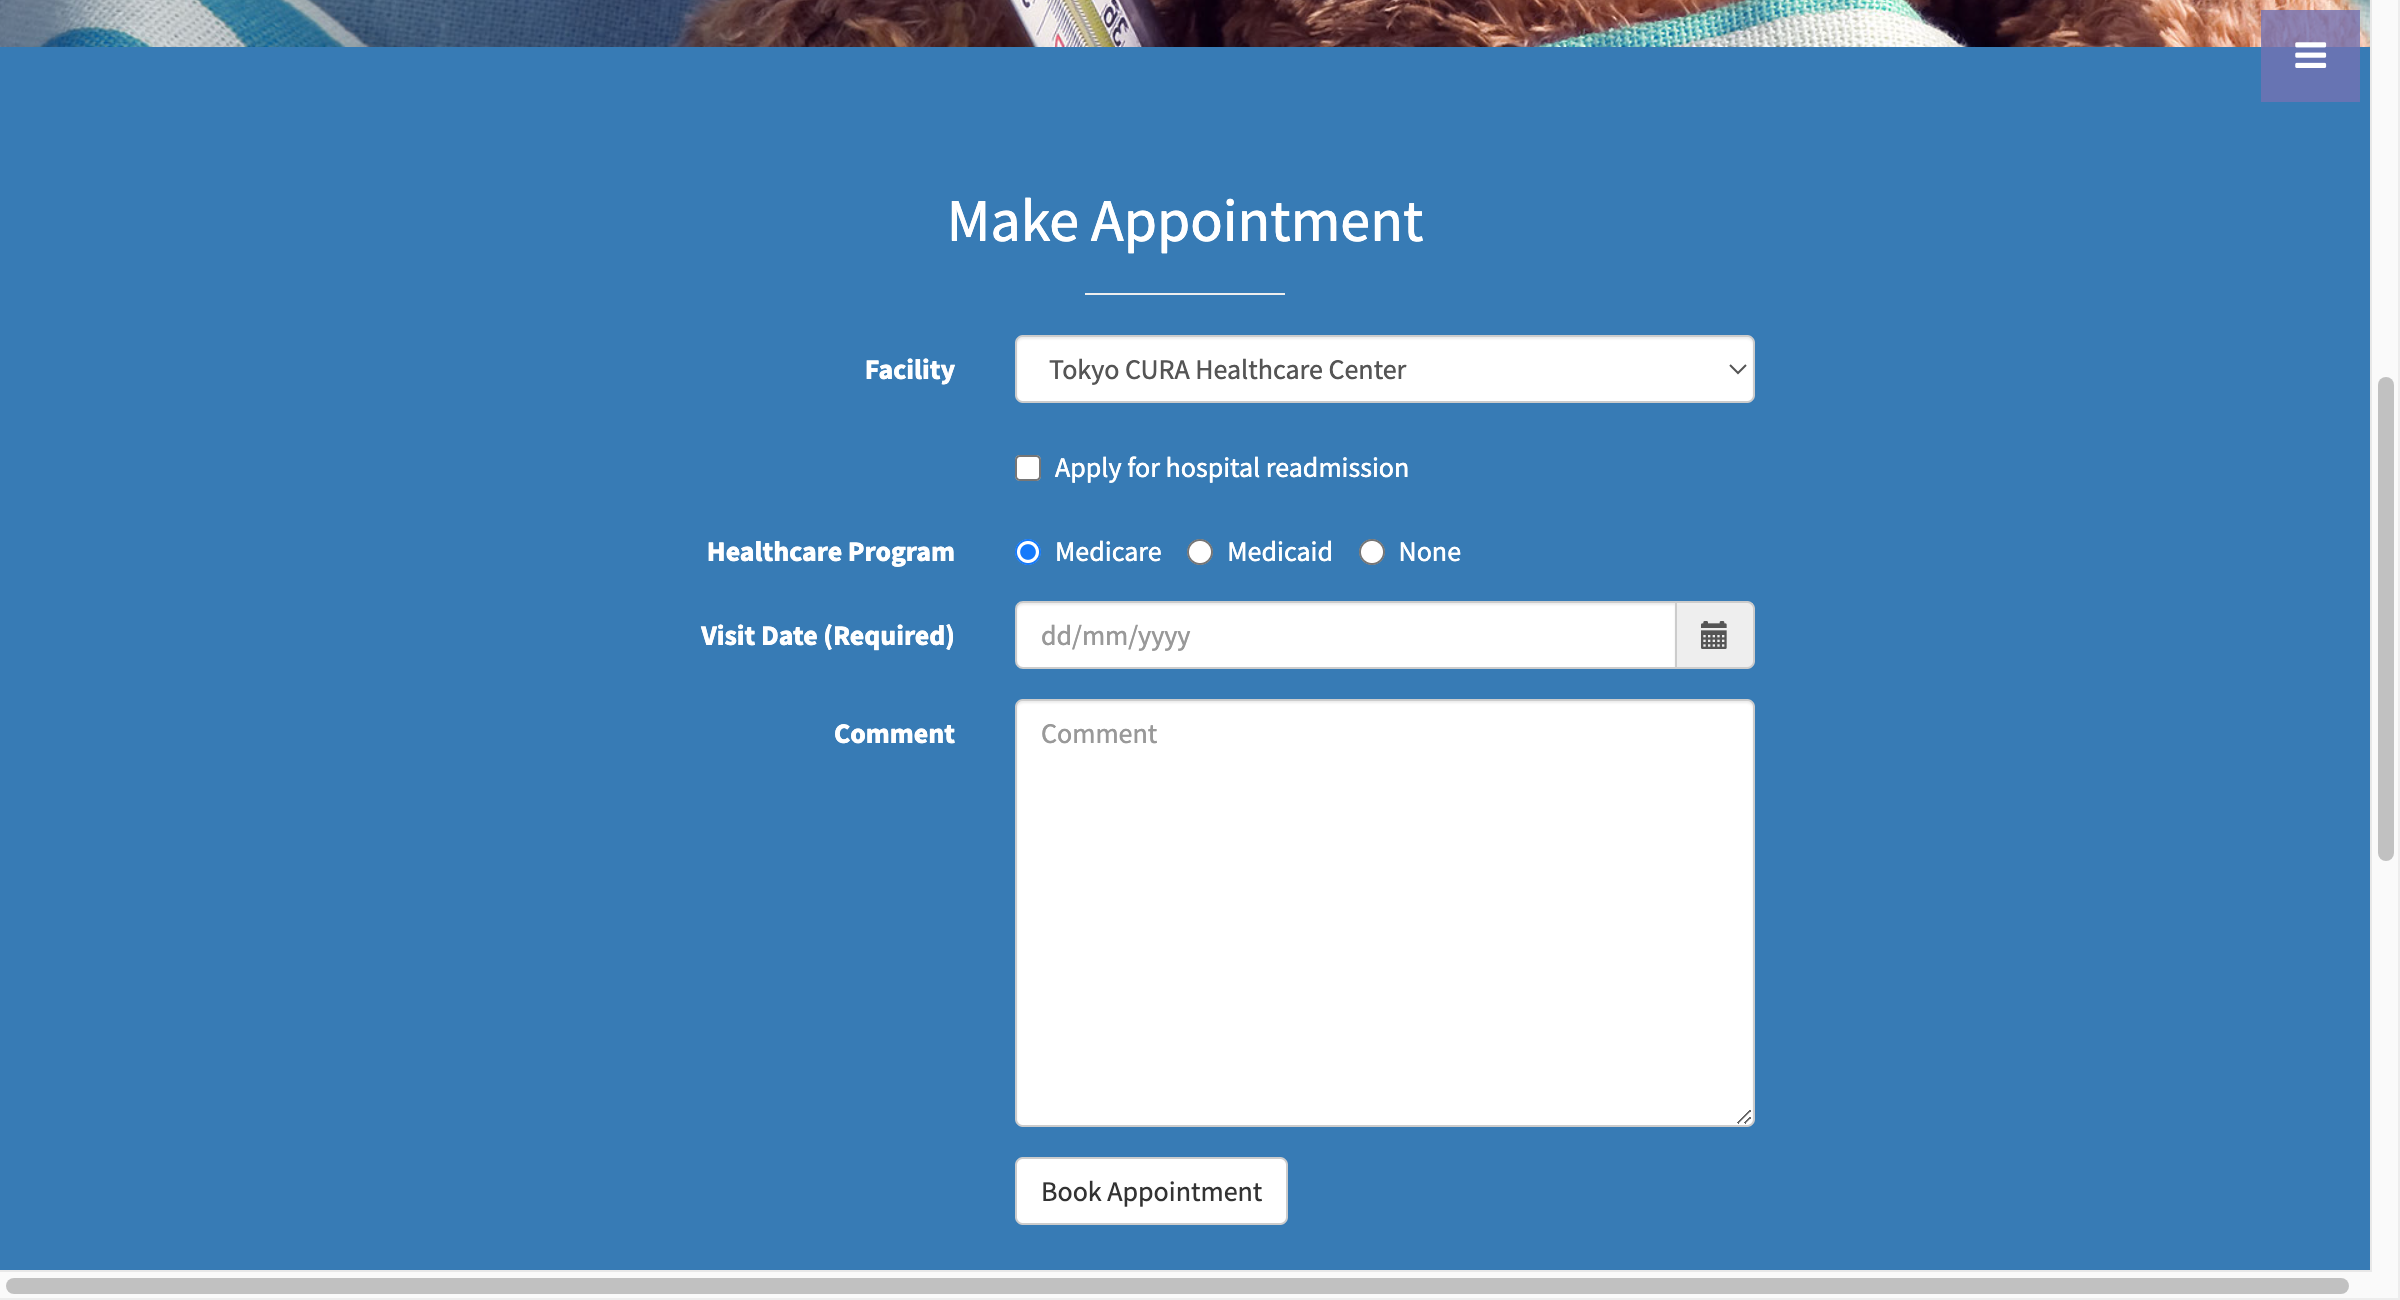 Make Appointment
Facility
Tokyo CURA Healthcare Center
Apply for hospital readmission
Healthcare Program
Medicare
Medicaid
None
Visit Date (Required)
dd/mm/yyyy
Comment
Comment
Book Appointment